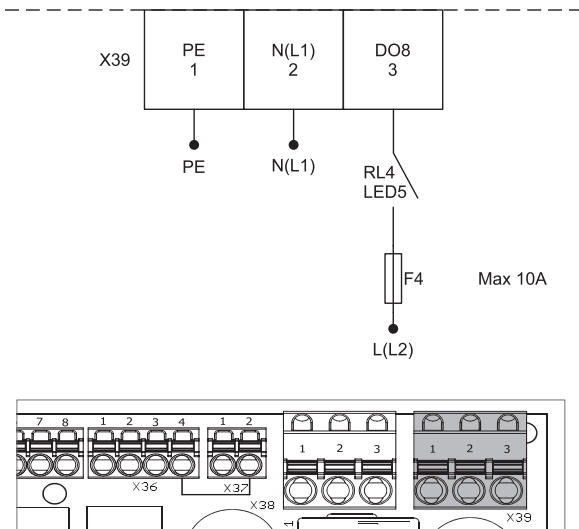 PE N(L1) DO8
X39 1 2 3
PE N(L1)
RL4
LED5
F4 Max 10A
L(L2)
7 8 1 2 3 4 1 2
1 2 3 1 2 3
X36 X37
X38
X39
1